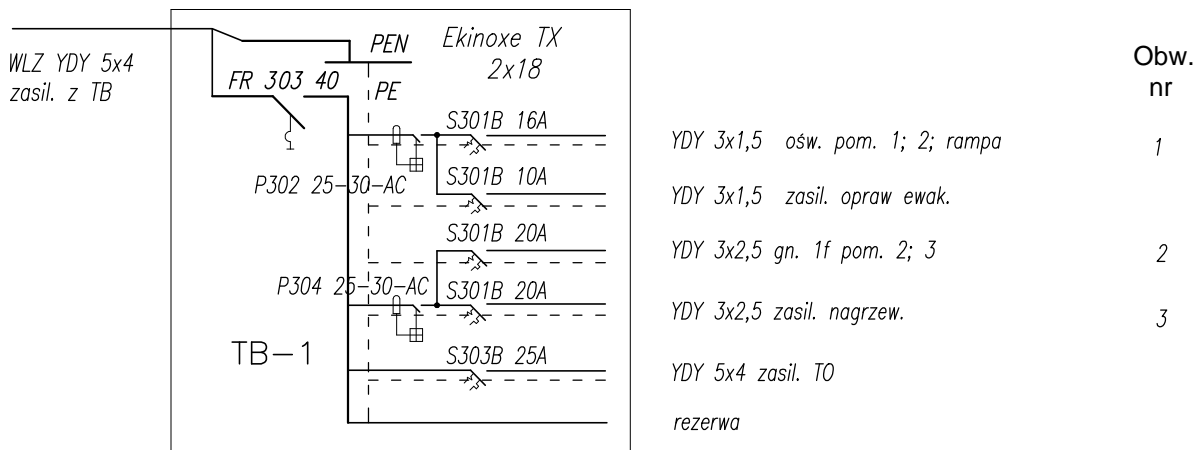 WLZ YDY 5x4
zasil. z TB
PEN
Ekinoxe TX
2x18
FR 303 40
PE
Obw.
nr
S301B 16A
YDY 3x1,5 ośw. pom. 1; 2; rampa
1
P302 25-30-AC
S301B 10A
YDY 3x1,5 zasil. opraw ewak.
S301B 20A
YDY 3x2,5 gn. 1f pom. 2; 3
2
P304 25-30-AC
S301B 20A
YDY 3x2,5 zasil. nagrzew.
3
TB-1
S303B 25A
YDY 5x4 zasil. TO
rezerwa